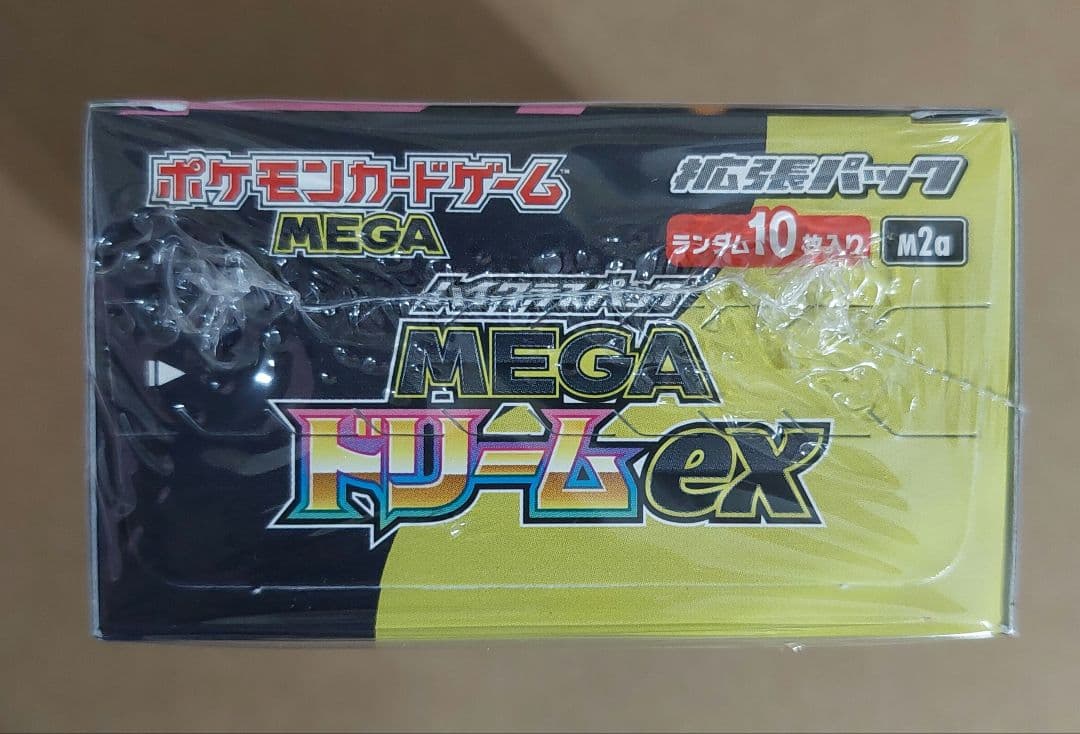 ポケモンカードゲーム™
MEGA
拡張パック
ランダム10枚入り
M2a
ハイクラスパック
MEGA
ドリームex